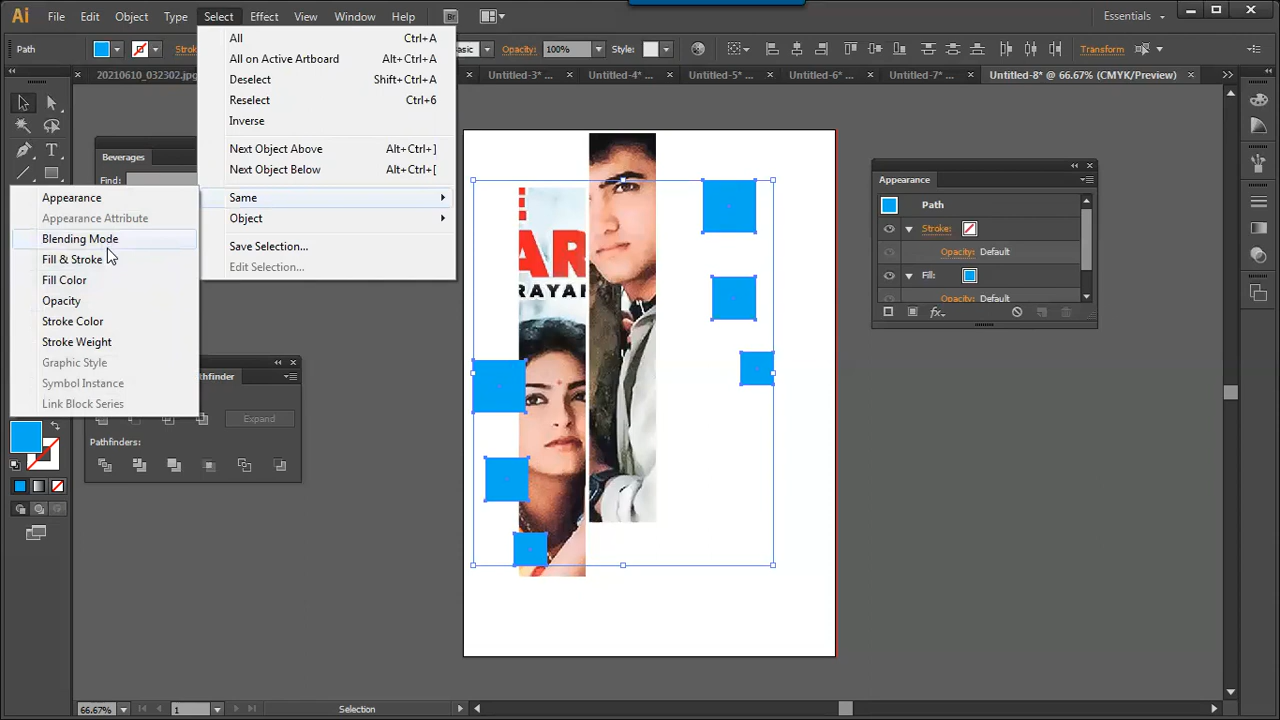 Ai File Edit Object Type Select Effect View Window Help Br Essentials
Path Strok Basic Opacity: 100% Style: Transform
20210610_032302.jpg Untitled-3* Untitled-4* Untitled-5* Untitled-6* Untitled-7* Untitled-8* @ 66.67% (CMYK/Preview)
All Ctrl+A
All on Active Artboard Alt+Ctrl+A
Deselect Shift+Ctrl+A
Reselect Ctrl+6
Inverse
Next Object Above Alt+Ctrl+]
Next Object Below Alt+Ctrl+[
Same
Object
Save Selection...
Edit Selection...
Beverages
Find:
Appearance
Appearance Attribute
Blending Mode
Fill & Stroke
Fill Color
Opacity
Stroke Color
Stroke Weight
Graphic Style
Symbol Instance
Link Block Series
AR
RAYAN
Appearance
Path
Stroke:
Opacity: Default
Fill:
Opacity: Default
fx
athfinder
Expand
Pathfinders:
66.67% 1 Selection